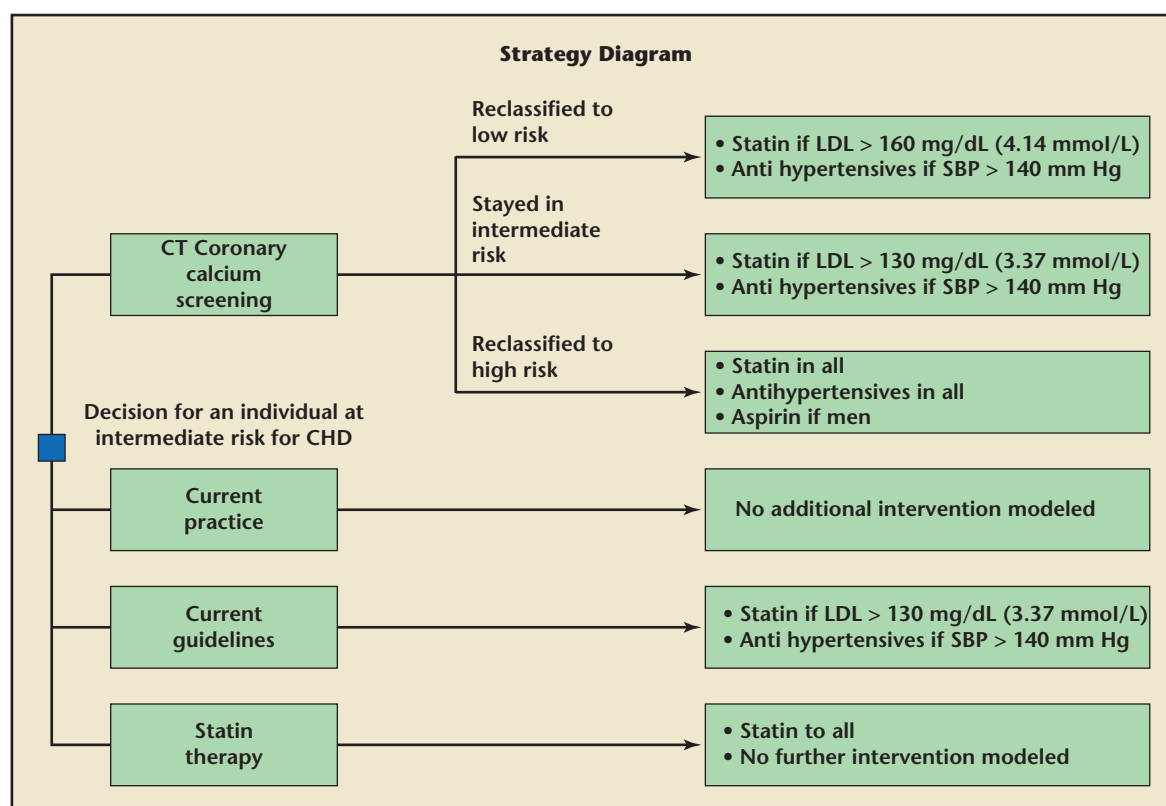 Strategy Diagram
Reclassified to
low risk
• Statin if LDL > 160 mg/dL (4.14 mmol/L)
• Anti hypertensives if SBP > 140 mm Hg
CT Coronary
calcium
screening
Stayed in
intermediate
risk
• Statin if LDL > 130 mg/dL (3.37 mmol/L)
• Anti hypertensives if SBP > 140 mm Hg
Reclassified to
high risk
• Statin in all
• Antihypertensives in all
• Aspirin if men
Decision for an individual at
intermediate risk for CHD
Current
practice
No additional intervention modeled
Current
guidelines
• Statin if LDL > 130 mg/dL (3.37 mmol/L)
• Anti hypertensives if SBP > 140 mm Hg
Statin
therapy
• Statin to all
• No further intervention modeled